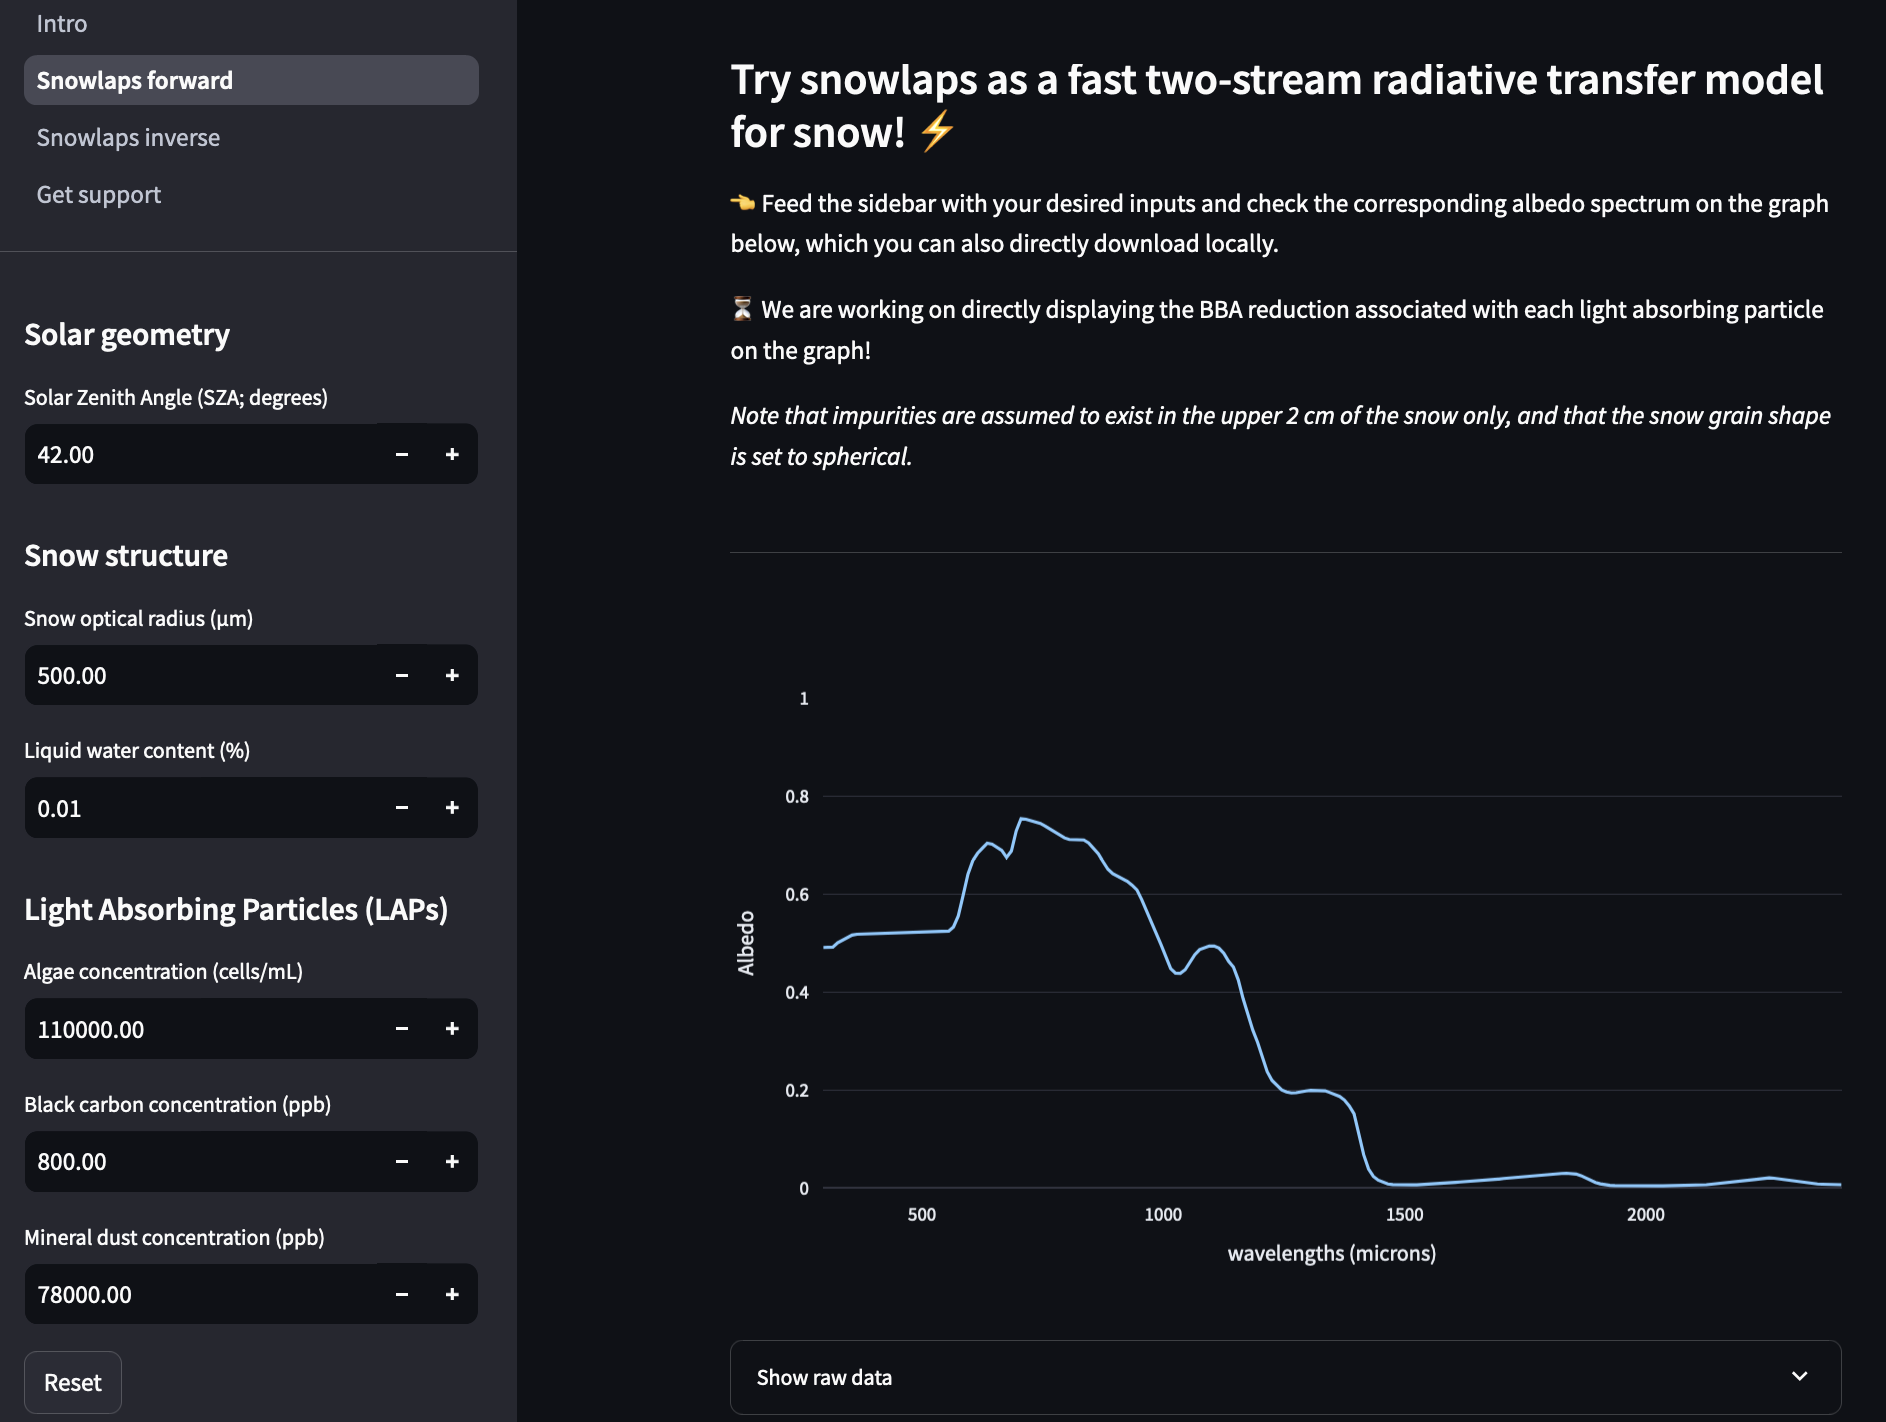 Intro
Snowlaps forward
Snowlaps inverse
Get support
Solar geometry
Solar Zenith Angle (SZA; degrees)
42.00
Snow structure
Snow optical radius (µm)
500.00
Liquid water content (%)
0.01
Light Absorbing Particles (LAPs)
Algae concentration (cells/mL)
110000.00
Black carbon concentration (ppb)
800.00
Mineral dust concentration (ppb)
78000.00
Reset
Try snowlaps as a fast two-stream radiative transfer model
for snow! ⚡
👈 Feed the sidebar with your desired inputs and check the corresponding albedo spectrum on the graph
below, which you can also directly download locally.
⏳ We are working on directly displaying the BBA reduction associated with each light absorbing particle
on the graph!
Note that impurities are assumed to exist in the upper 2 cm of the snow only, and that the snow grain shape
is set to spherical.
1
0.8
0.6
0.4
0.2
0
Albedo
500 1000 1500 2000
wavelengths (microns)
Show raw data